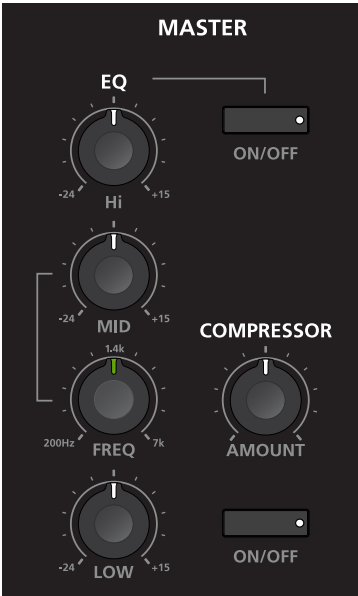 MASTER
EQ
ON/OFF
-24 Hi +15
-24 MID +15
COMPRESSOR
1.4k
200Hz FREQ 7k
AMOUNT
-24 LOW +15
ON/OFF